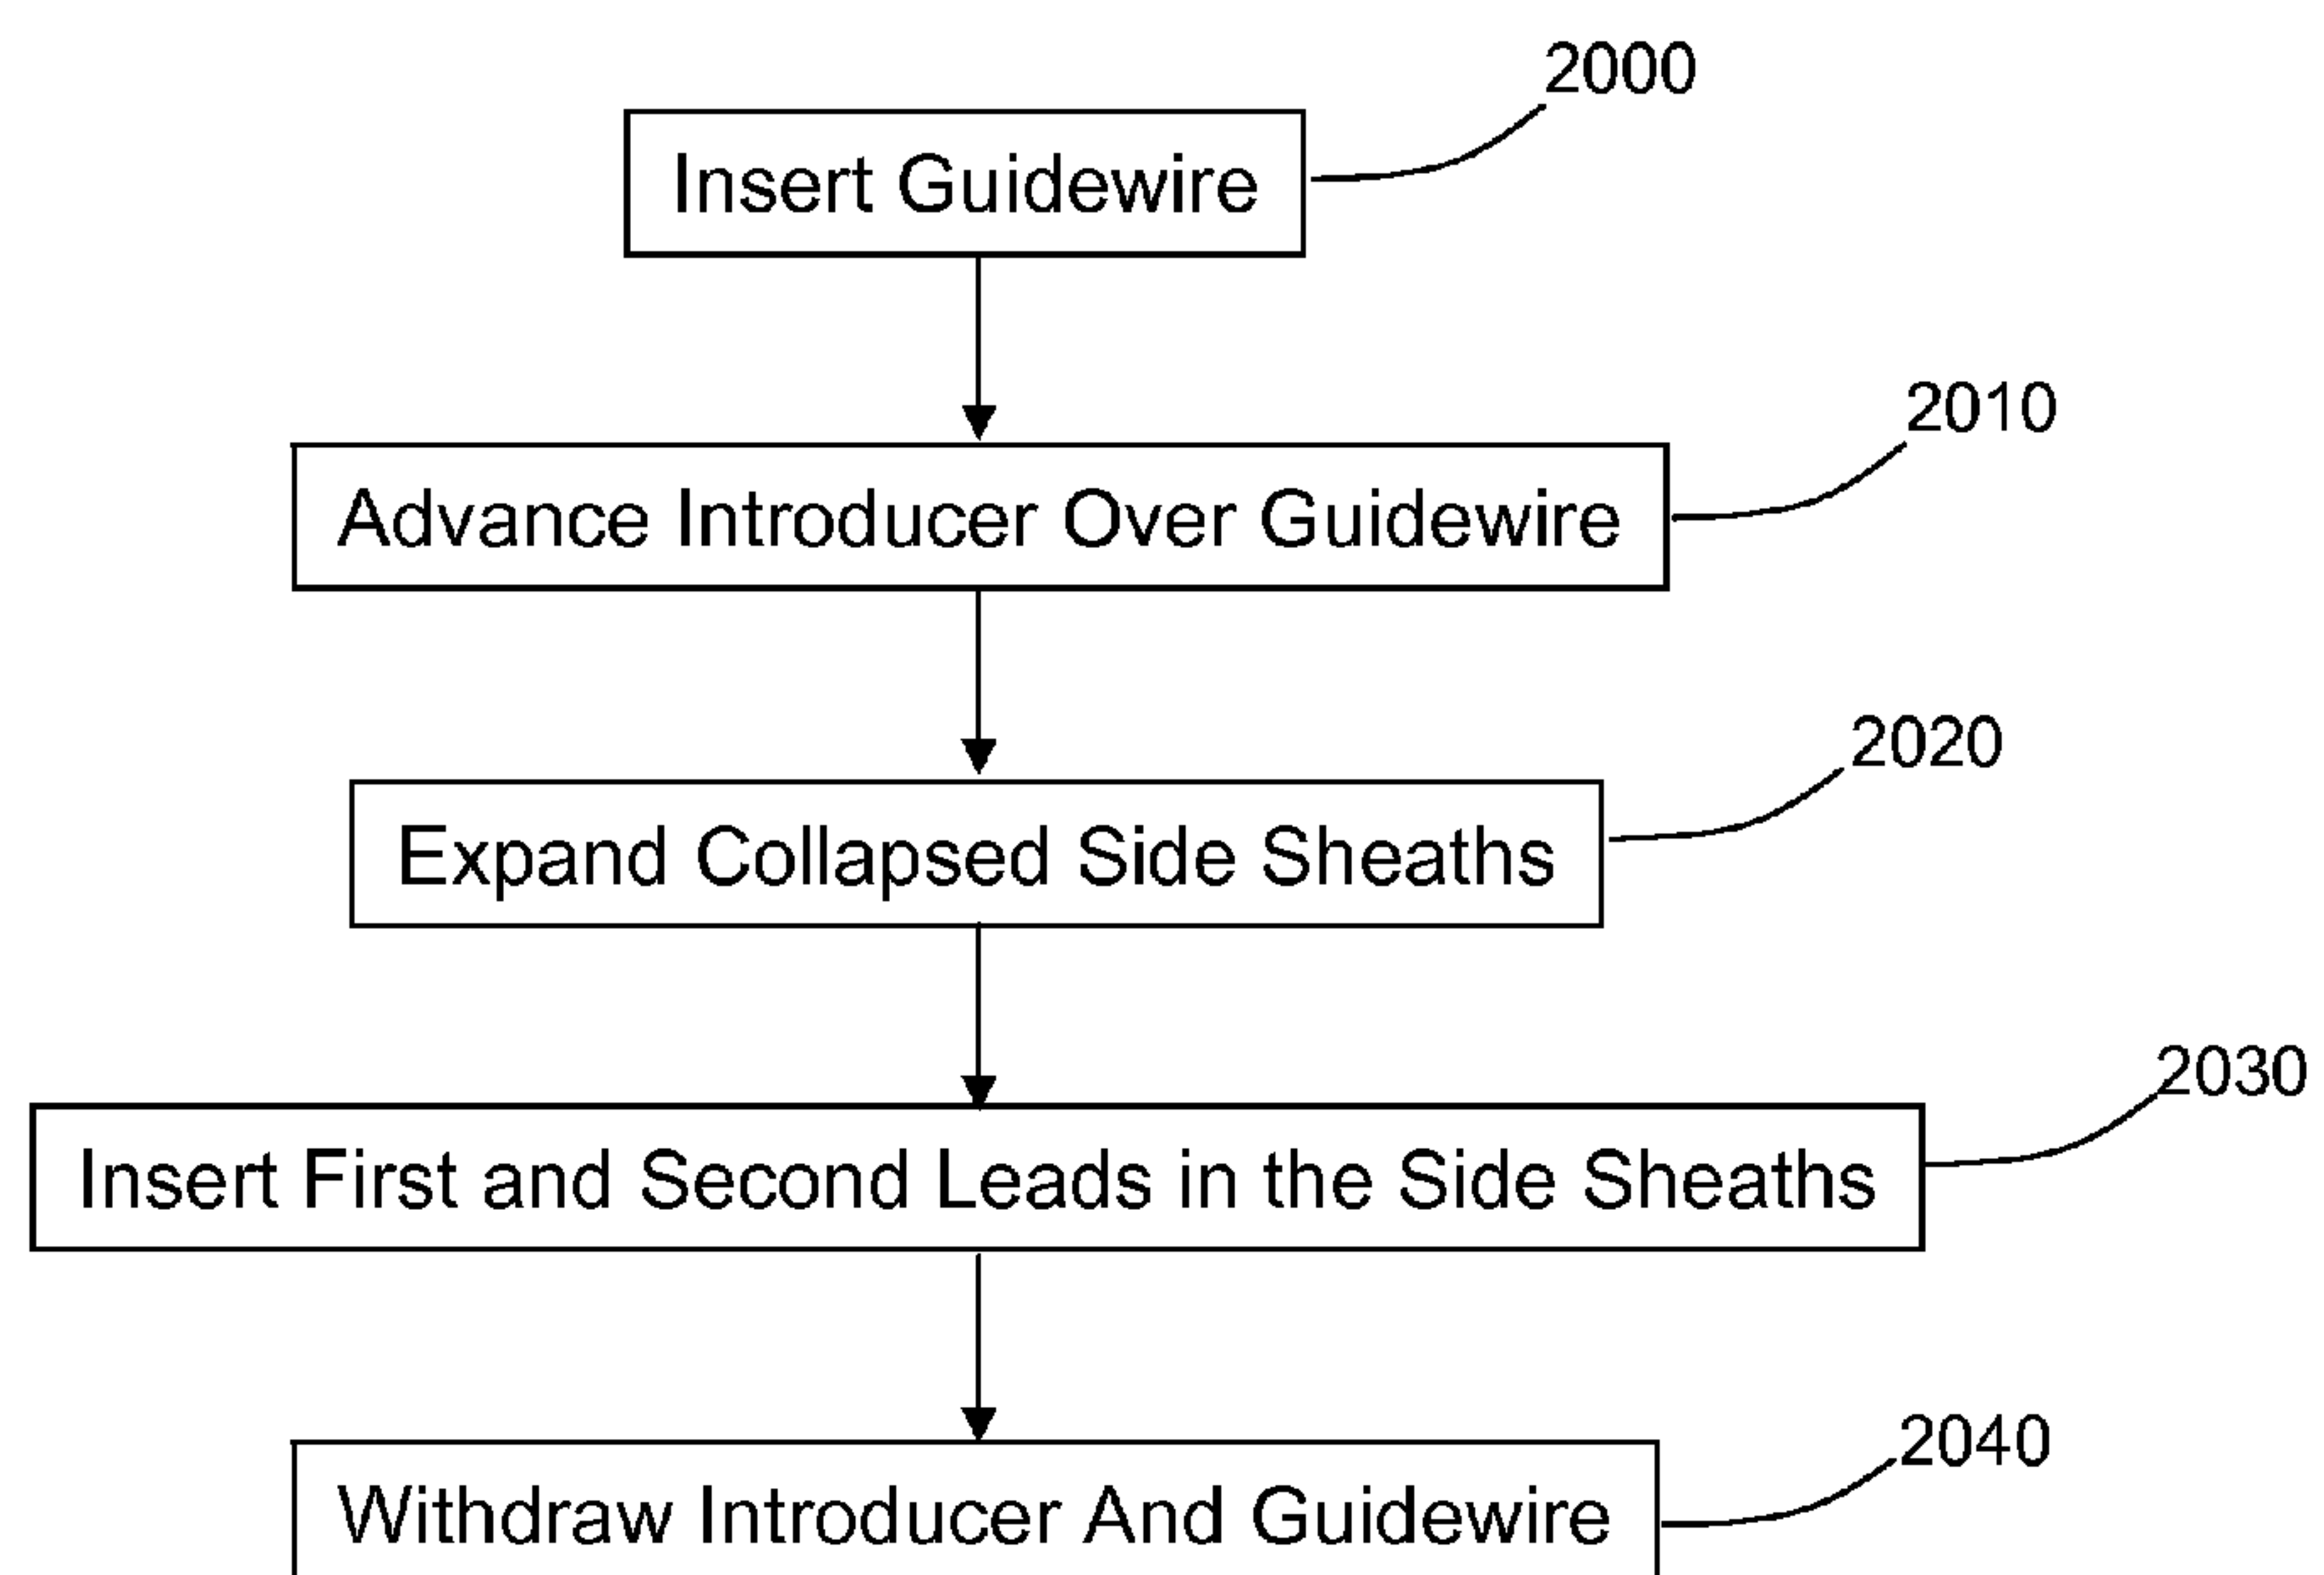 2000
Insert Guidewire
2010
Advance Introducer Over Guidewire
2020
Expand Collapsed Side Sheaths
2030
Insert First and Second Leads in the Side Sheaths
2040
Withdraw Introducer And Guidewire